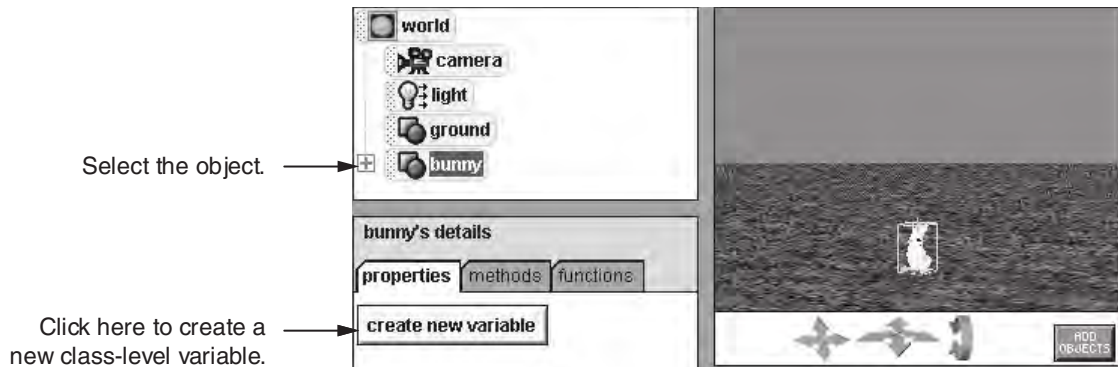 world
camera
light
ground
Select the object.
bunny
bunny's details
properties methods functions
Click here to create a
new class-level variable.
create new variable
ADD
OBJECTS